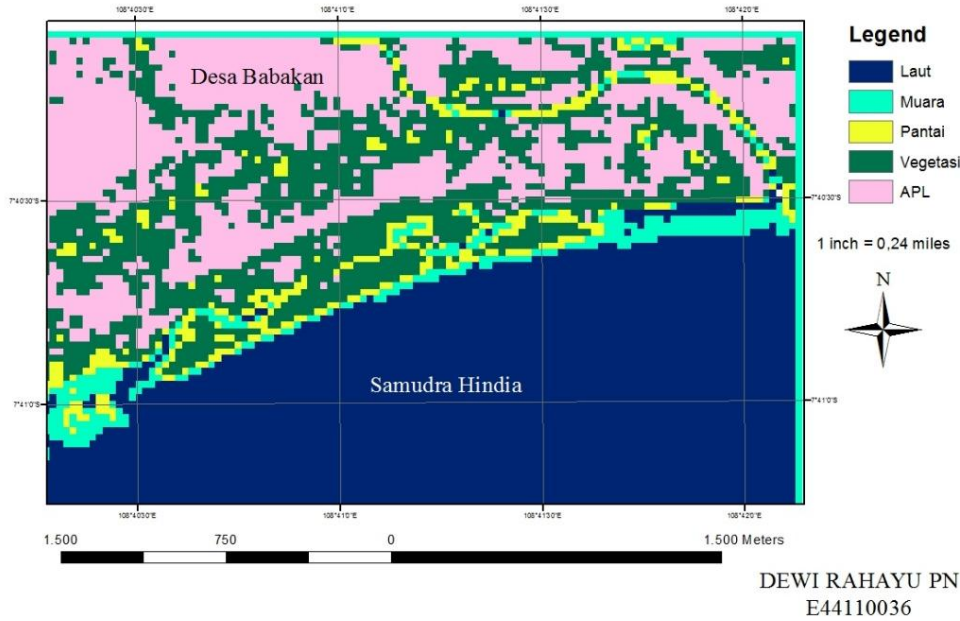 108°40'30"E 108°41'0"E 108°41'30"E 108°42'0"E
Legend
Laut
Muara
Pantai
Vegetasi
APL
Desa Babakan
7°40'30"S 7°40'30"S
1 inch = 0,24 miles
N
Samudra Hindia
7°41'0"S 7°41'0"S
108°40'30"E 108°41'0"E 108°41'30"E 108°42'0"E
1.500 750 0 1.500 Meters
DEWI RAHAYU PN
E44110036